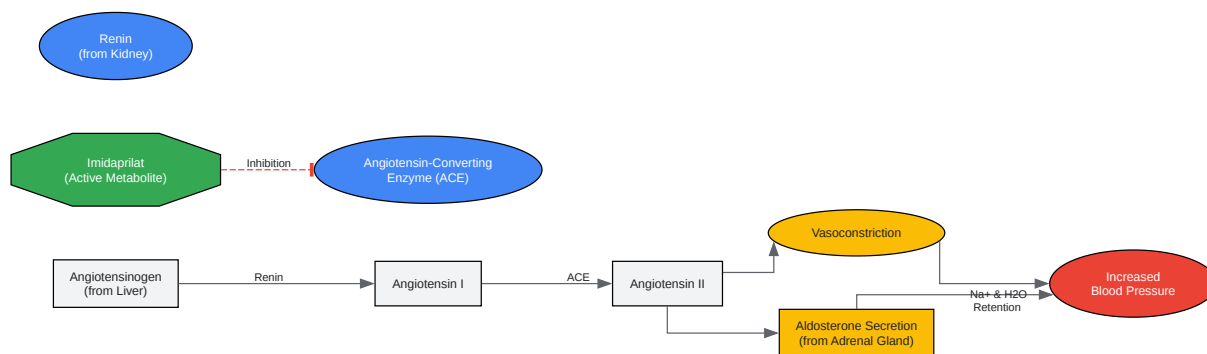 Renin
(from Kidney)
Imidaprilat
(Active Metabolite)
Inhibition
Angiotensin-Converting
Enzyme (ACE)
Vasoconstriction
Angiotensinogen
(from Liver)
Renin
Angiotensin I
ACE
Angiotensin II
Increased
Blood Pressure
Na+ & H2O
Retention
Aldosterone Secretion
(from Adrenal Gland)